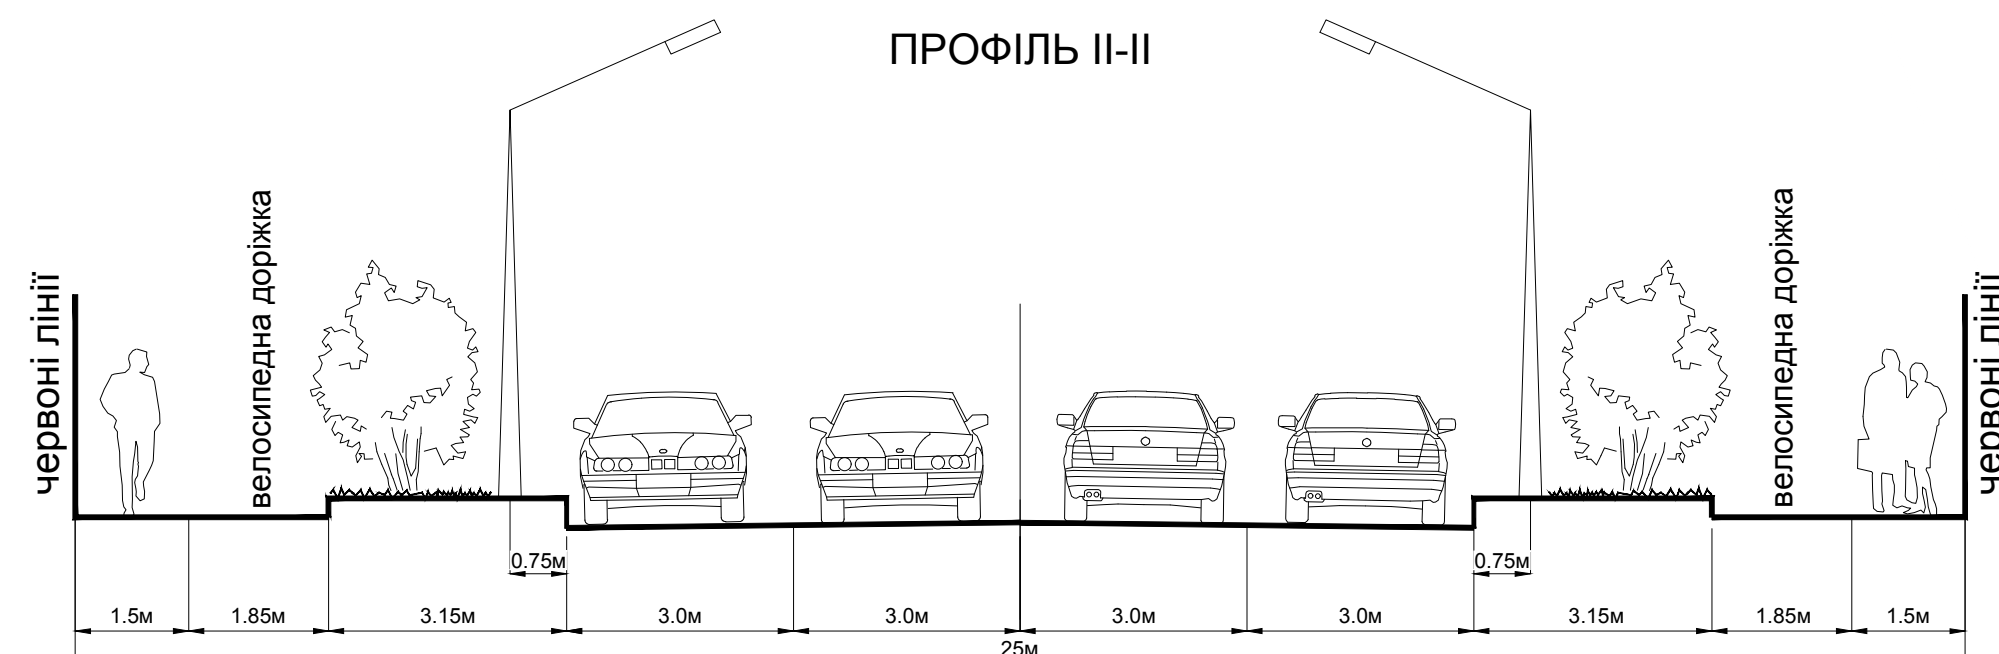 ПРОФІЛЬ II-II
червоні лінії
велосипедна доріжка
велосипедна доріжка
червоні лінії
0.75м
0.75м
1.5м
1.85м
3.15м
3.0м
3.0м
3.0м
3.0м
3.15м
1.85м
1.5м
25м